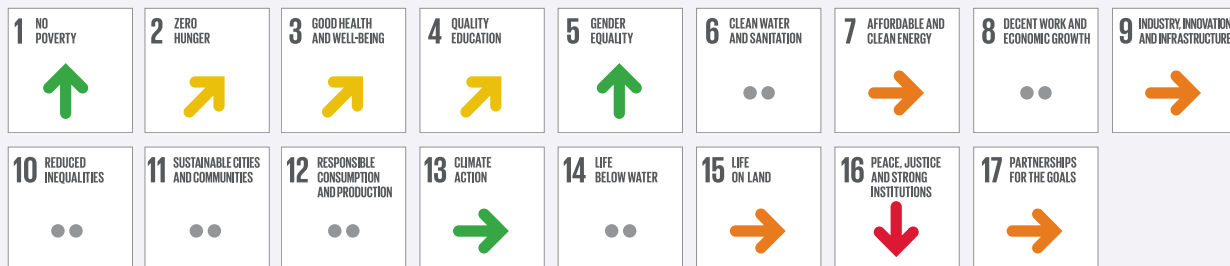 1 NO POVERTY
2 ZERO HUNGER
3 GOOD HEALTH AND WELL-BEING
4 QUALITY EDUCATION
5 GENDER EQUALITY
6 CLEAN WATER AND SANITATION
7 AFFORDABLE AND CLEAN ENERGY
8 DECENT WORK AND ECONOMIC GROWTH
9 INDUSTRY, INNOVATION AND INFRASTRUCTURE
10 REDUCED INEQUALITIES
11 SUSTAINABLE CITIES AND COMMUNITIES
12 RESPONSIBLE CONSUMPTION AND PRODUCTION
13 CLIMATE ACTION
14 LIFE BELOW WATER
15 LIFE ON LAND
16 PEACE, JUSTICE AND STRONG INSTITUTIONS
17 PARTNERSHIPS FOR THE GOALS